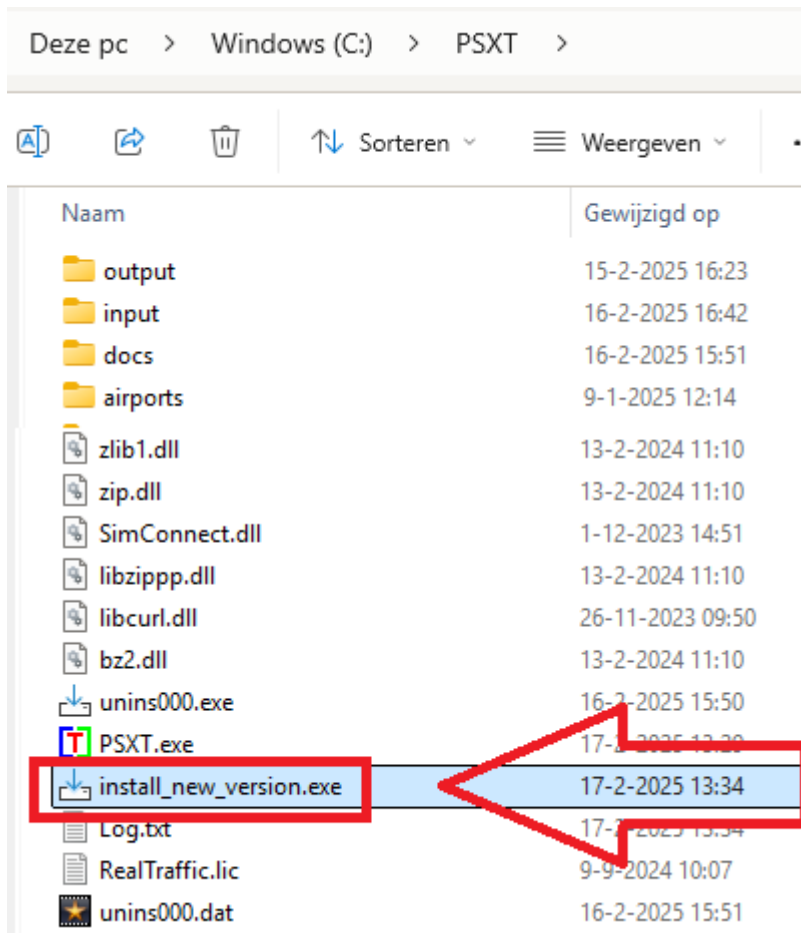 Deze pc > Windows (C:) > PSXT >
Sorteren Weergeven
Naam Gewijzigd op
output 15-2-2025 16:23
input 16-2-2025 16:42
docs 16-2-2025 15:51
airports 9-1-2025 12:14
zlib1.dll 13-2-2024 11:10
zip.dll 13-2-2024 11:10
SimConnect.dll 1-12-2023 14:51
libzippp.dll 13-2-2024 11:10
libcurl.dll 26-11-2023 09:50
bz2.dll 13-2-2024 11:10
unins000.exe 16-2-2025 15:50
PSXT.exe
install_new_version.exe 17-2-2025 13:34
Log.txt
RealTraffic.lic 9-9-2024 10:07
unins000.dat 16-2-2025 15:51